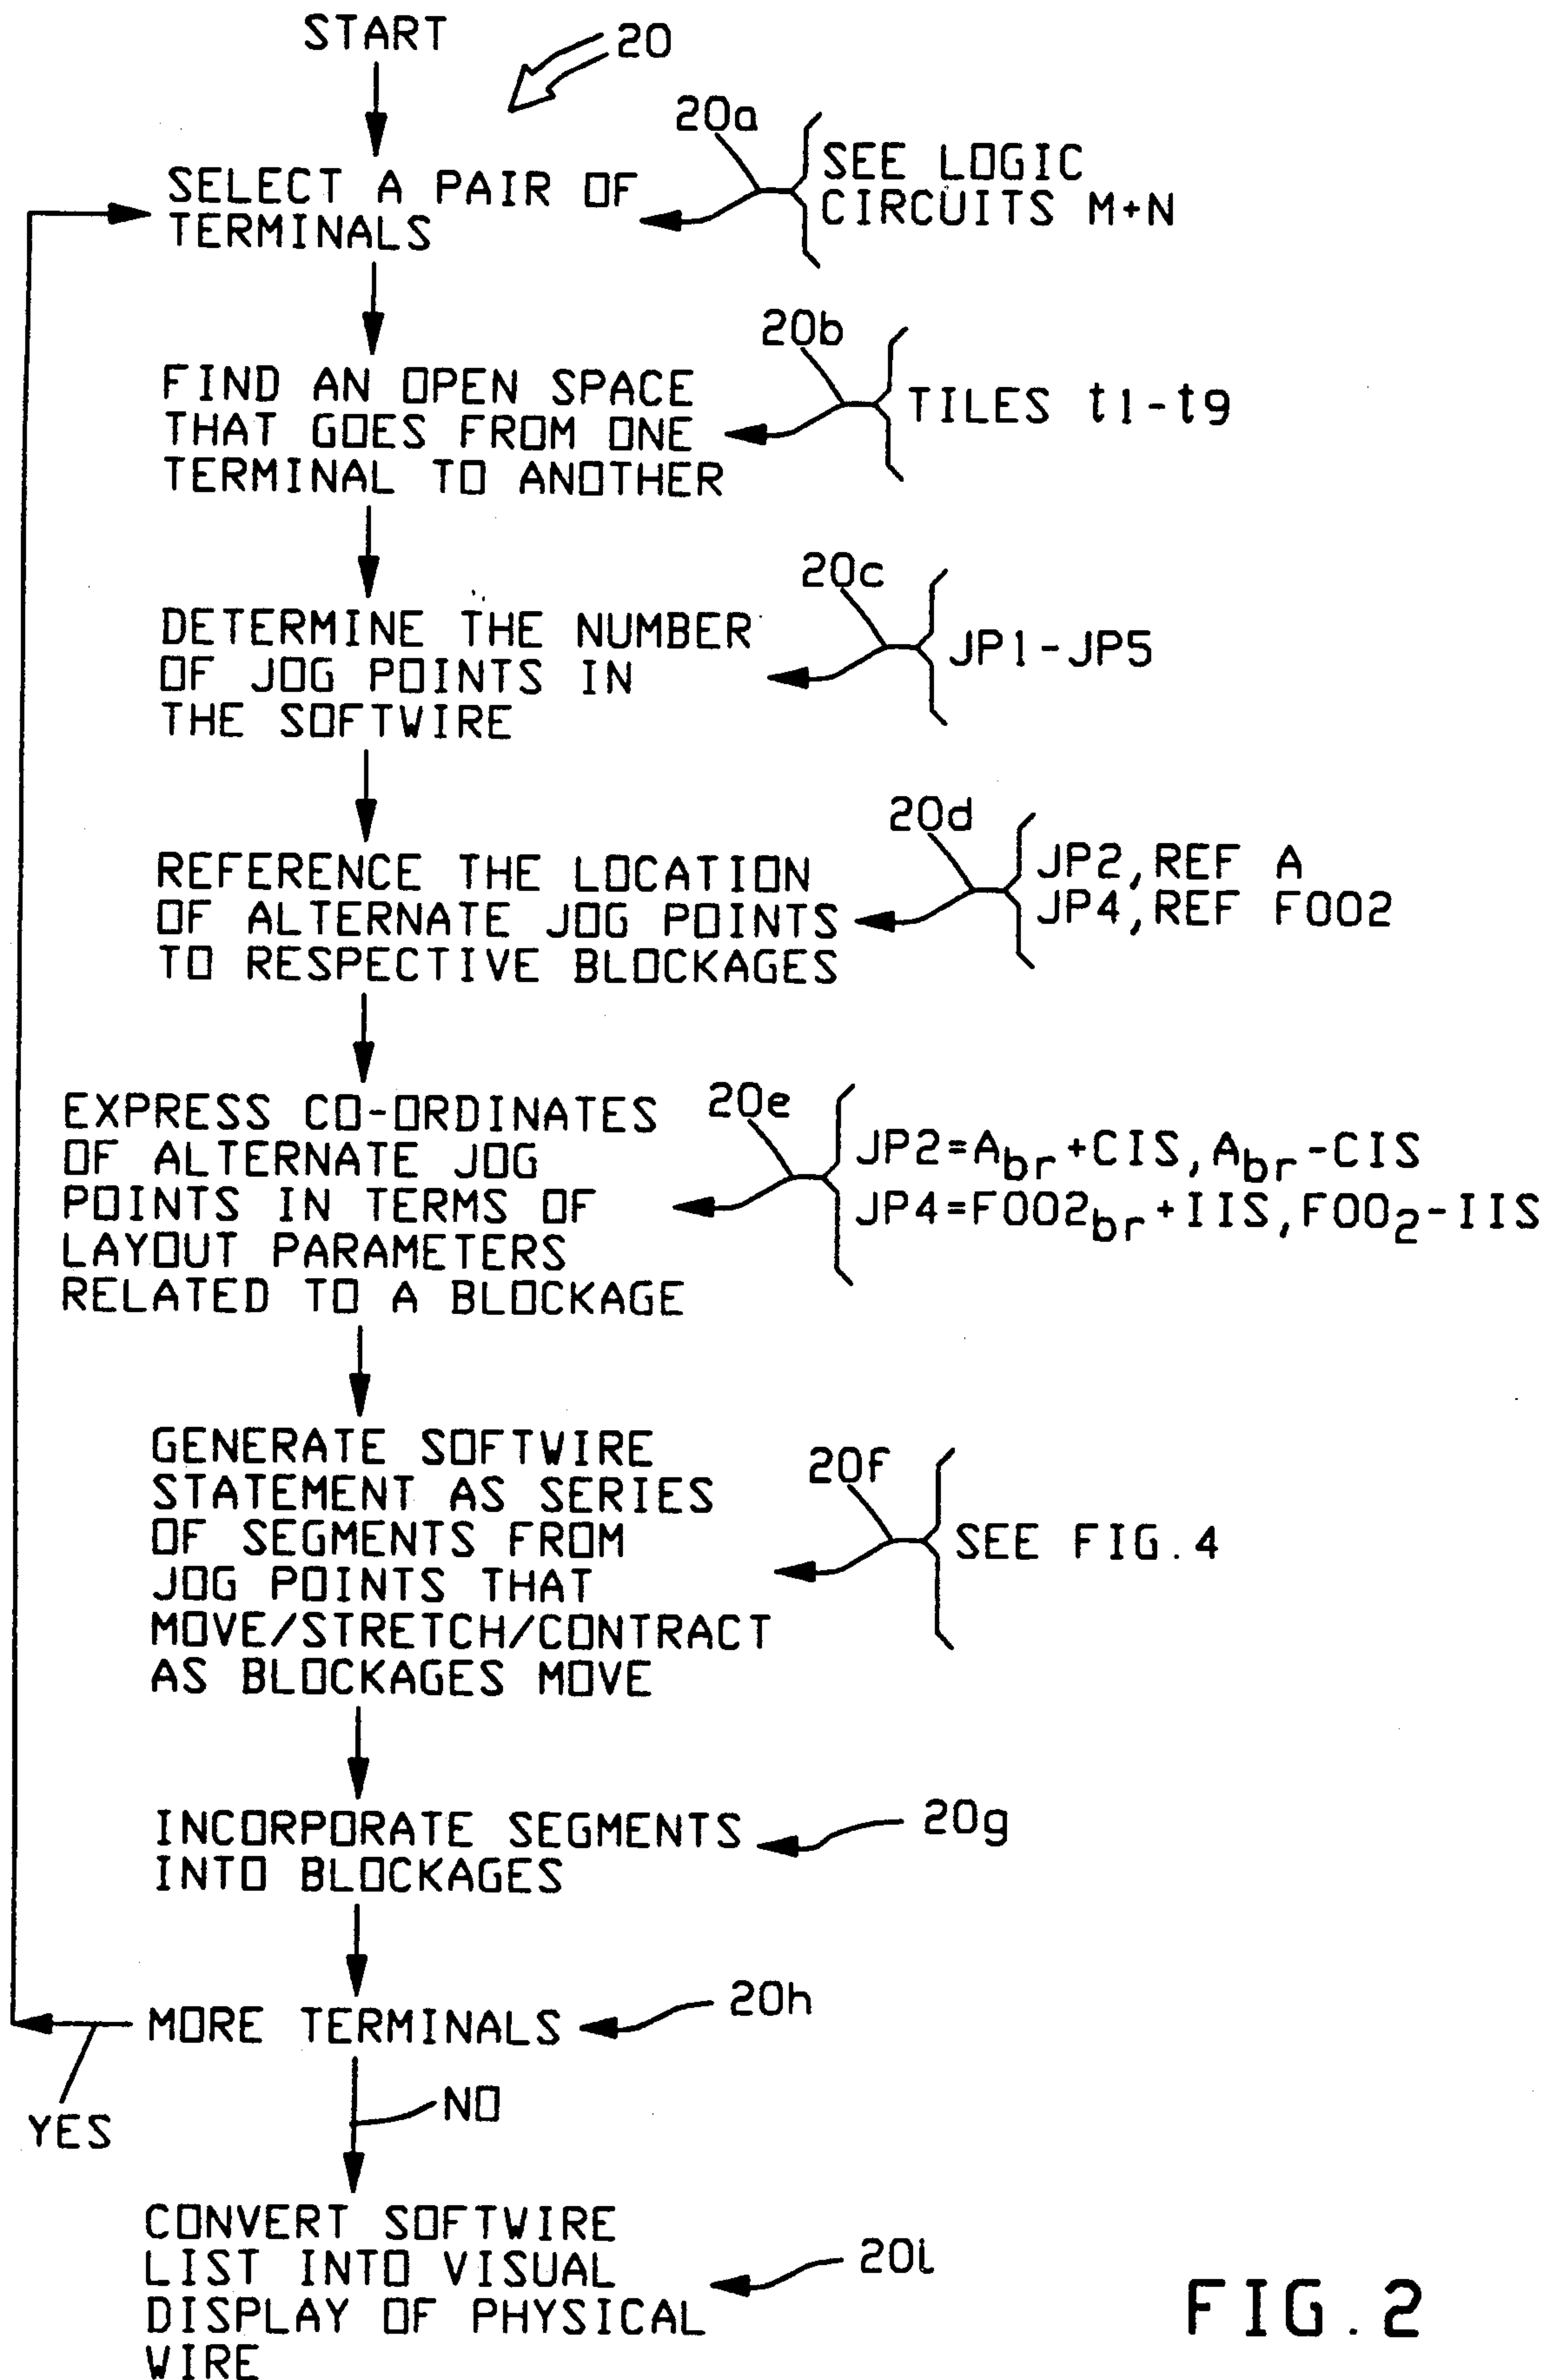 START
20
20a
SEE LOGIC
CIRCUITS M+N
SELECT A PAIR OF
TERMINALS
20b
TILES t1-t9
FIND AN OPEN SPACE
THAT GOES FROM ONE
TERMINAL TO ANOTHER
20c
JP1-JP5
DETERMINE THE NUMBER
OF JOG POINTS IN
THE SOFTWIRE
20d
JP2,REF A
JP4,REF FOO2
REFERENCE THE LOCATION
OF ALTERNATE JOG POINTS
TO RESPECTIVE BLOCKAGES
20e
JP2=Abr+CIS,Abr-CIS
JP4=FOO2br+IIS,FOO2-IIS
EXPRESS CO-ORDINATES
OF ALTERNATE JOG
POINTS IN TERMS OF
LAYOUT PARAMETERS
RELATED TO A BLOCKAGE
20f
SEE FIG.4
GENERATE SOFTWIRE
STATEMENT AS SERIES
OF SEGMENTS FROM
JOG POINTS THAT
MOVE/STRETCH/CONTRACT
AS BLOCKAGES MOVE
INCORPORATE SEGMENTS
INTO BLOCKAGES
20g
MORE TERMINALS
20h
YES
NO
CONVERT SOFTWIRE
LIST INTO VISUAL
DISPLAY OF PHYSICAL
WIRE
20i
FIG.2